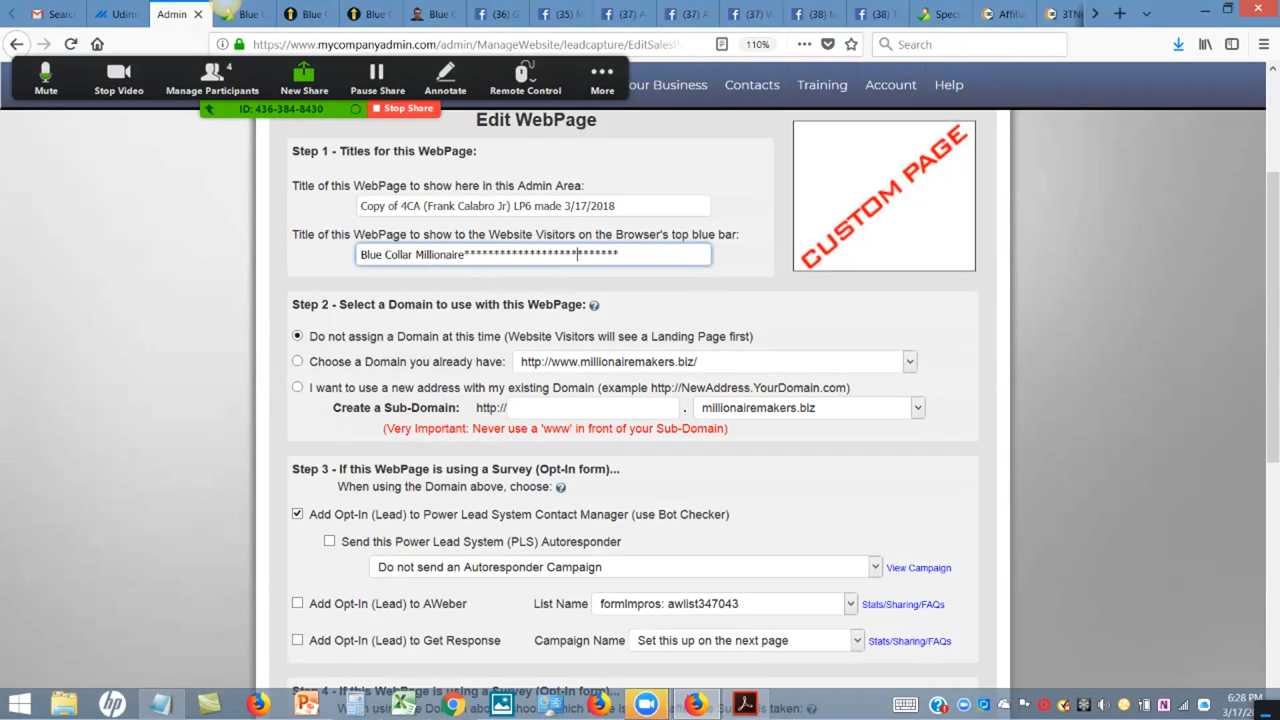 Search
Udim
Admin
Blue
Blue C
Blue C
Blue C
(36) G
(35) M
(37) A
(37) A
(37) W
(38) M
(38) T
Spec
Affilia
3TNi
https://www.mycompanyadmin.com/admin/ManageWebsite/leadcapture/EditSalesP
110%
Search
Mute
Stop Video
4
Manage Participants
New Share
Pause Share
Annotate
Remote Control
More
our Business
Contacts
Training
Account
Help
ID: 436-384-8430
Stop Share
Edit WebPage
Step 1 - Titles for this WebPage:
Title of this WebPage to show here in this Admin Area:
Copy of 4CA (Frank Calabro Jr) LP6 made 3/17/2018
Title of this WebPage to show to the Website Visitors on the Browser's top blue bar:
Blue Collar Millionaire**************************
CUSTOM PAGE
Step 2 - Select a Domain to use with this WebPage:
Do not assign a Domain at this time (Website Visitors will see a Landing Page first)
Choose a Domain you already have:
http://www.millionairemakers.biz/
I want to use a new address with my existing Domain (example http://NewAddress.YourDomain.com)
Create a Sub-Domain: http:// . millionairemakers.biz
(Very Important: Never use a 'www' in front of your Sub-Domain)
Step 3 - If this WebPage is using a Survey (Opt-In form)...
When using the Domain above, choose:
Add Opt-In (Lead) to Power Lead System Contact Manager (use Bot Checker)
Send this Power Lead System (PLS) Autoresponder
Do not send an Autoresponder Campaign
View Campaign
Add Opt-In (Lead) to AWeber
List Name
formImpros: awlist347043
Stats/Sharing/FAQs
Add Opt-In (Lead) to Get Response
Campaign Name
Set this up on the next page
Stats/Sharing/FAQs
Step 4 - If this WebPage is using a Survey (Opt-In form)...
6:28 PM
3/17/20